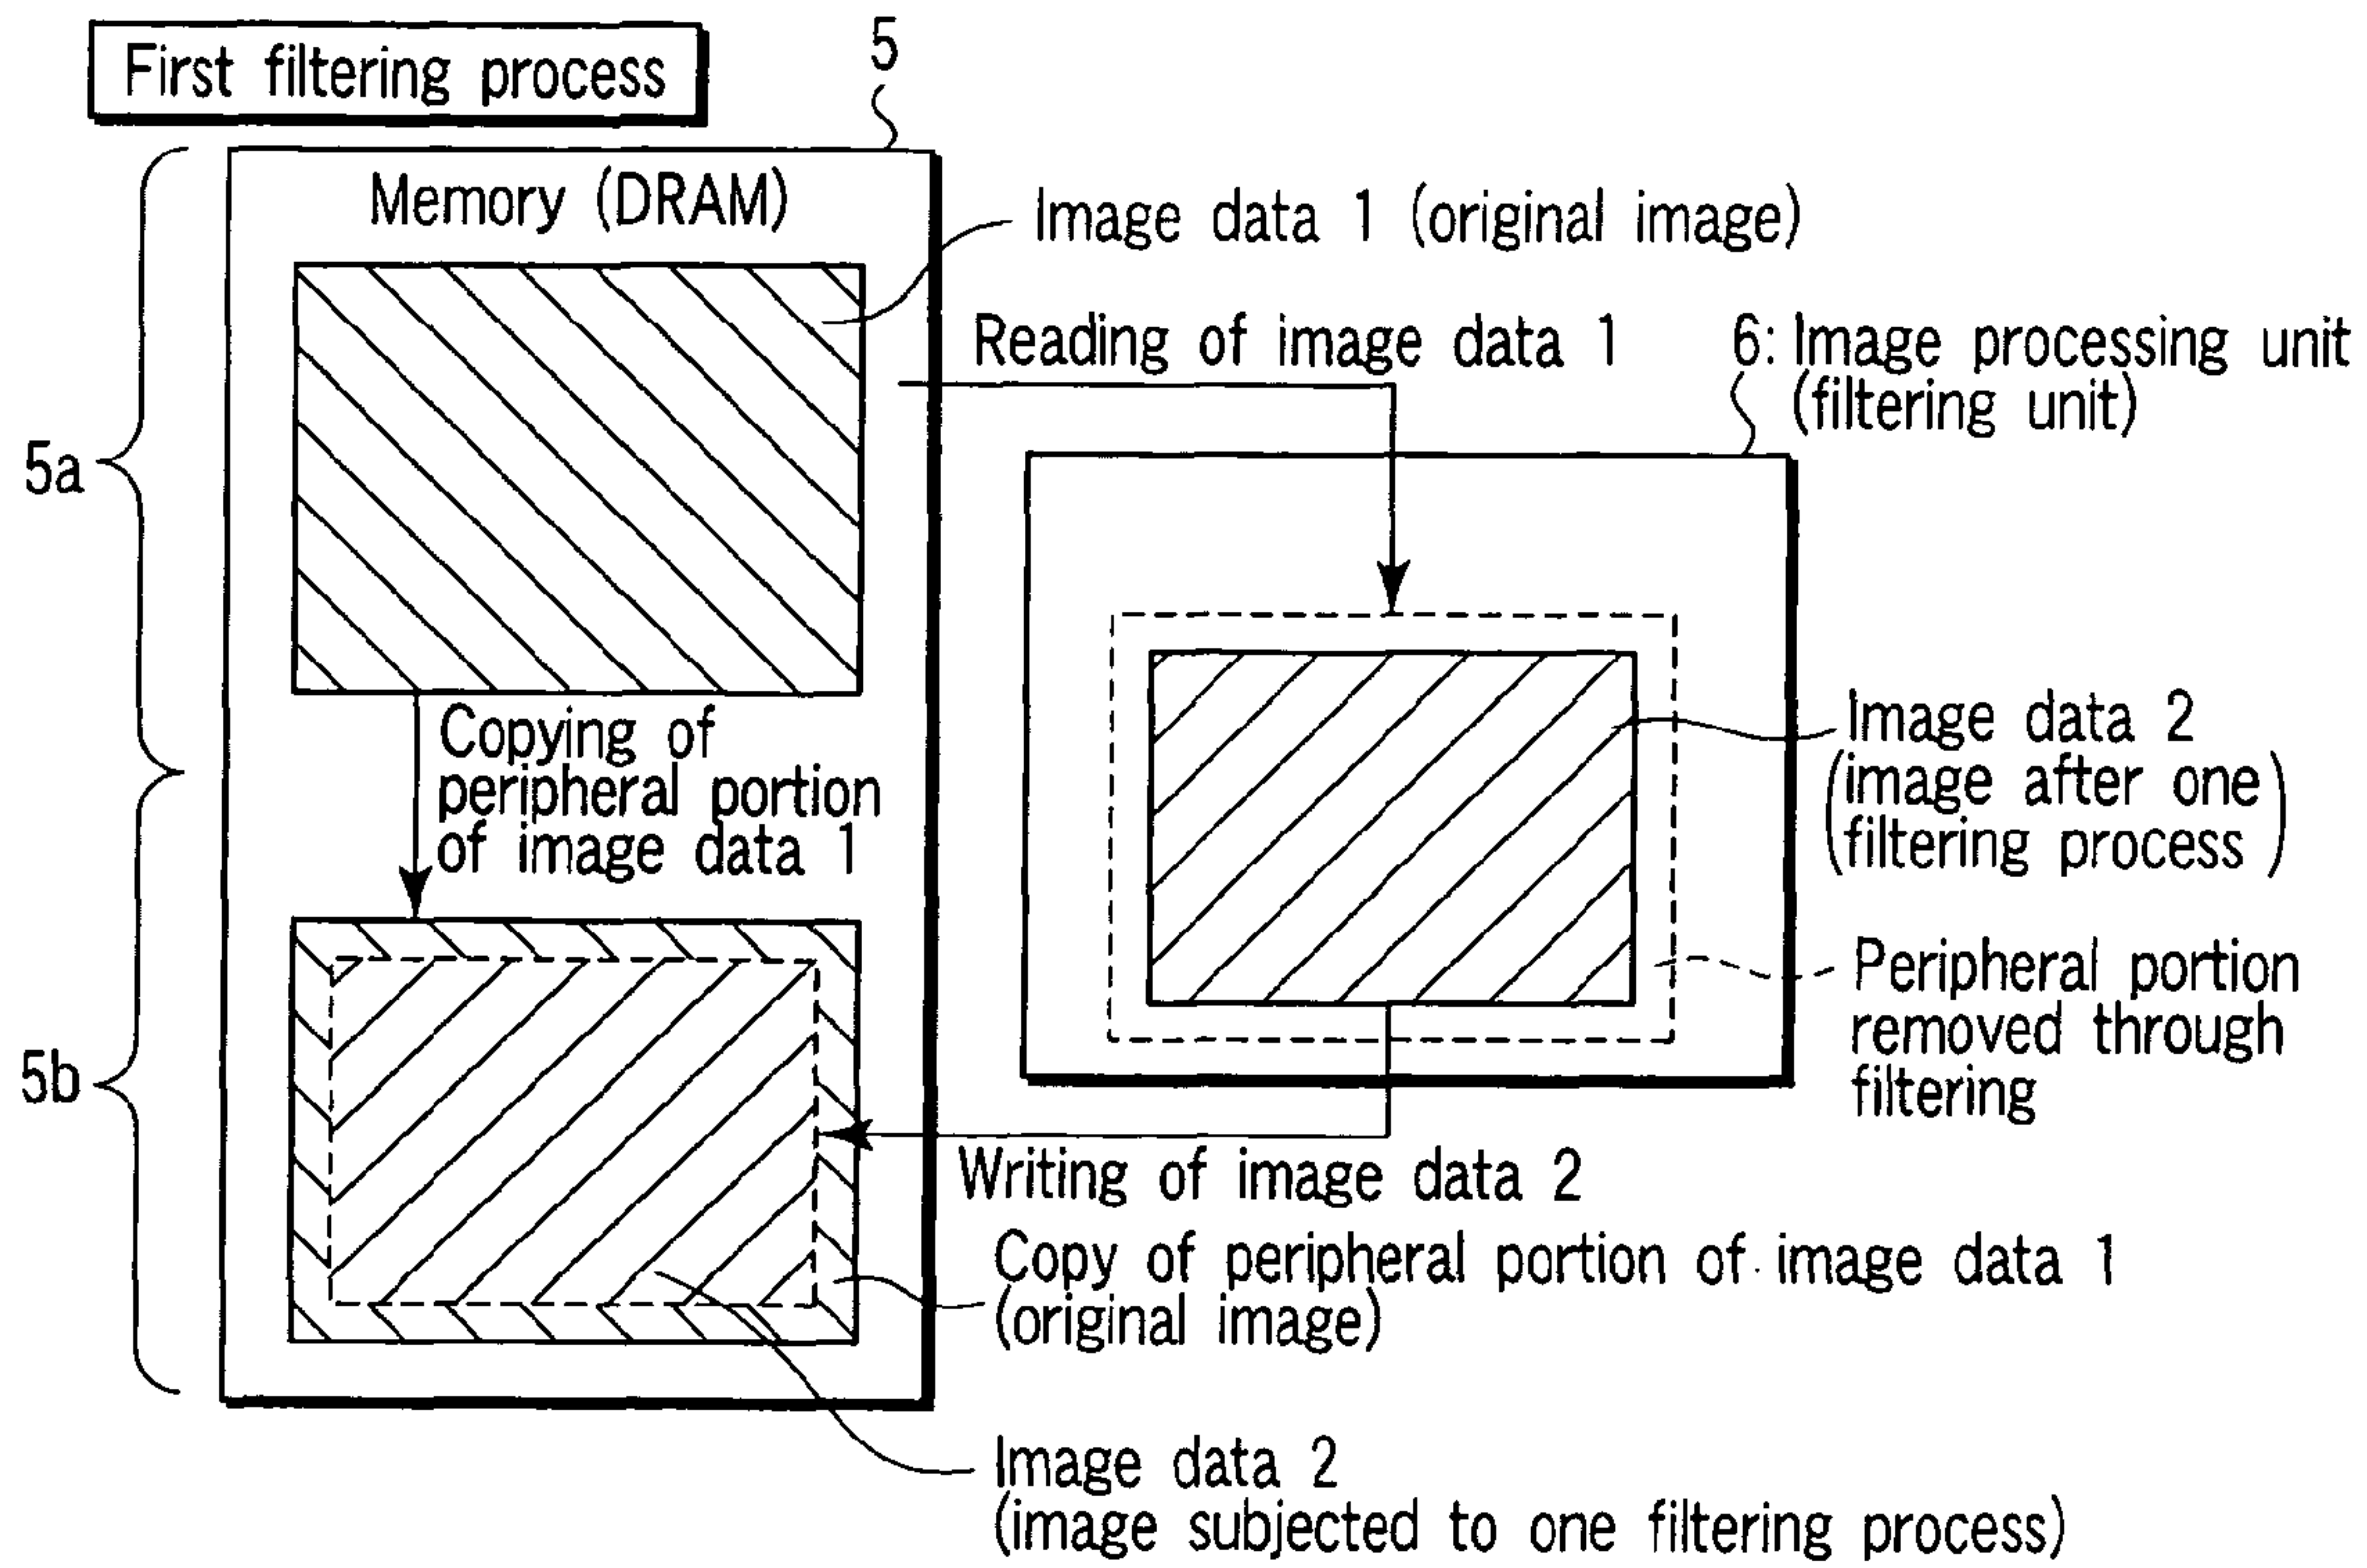 First filtering process
5
Memory (DRAM)
Image data 1 (original image)
Reading of image data 1
6: Image processing unit
(filtering unit)
5a
Copying of
peripheral portion
of image data 1
Image data 2
(image after one
filtering process)
Peripheral portion
removed through
filtering
5b
Writing of image data 2
Copy of peripheral portion of image data 1
(original image)
Image data 2
(image subjected to one filtering process)